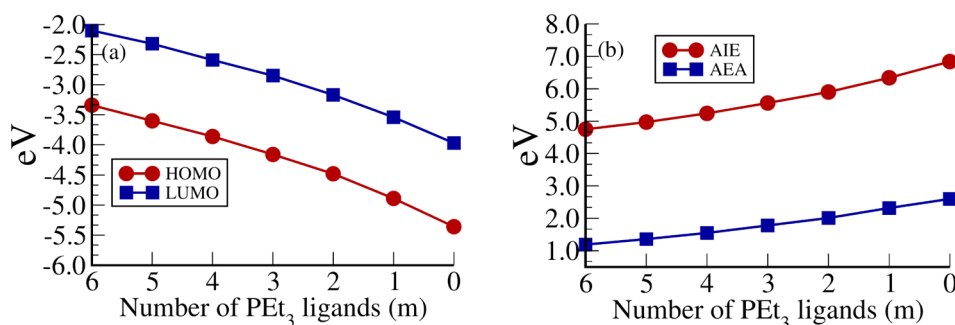 -2.0
-2.5
-3.0
-3.5
-4.0
-4.5
-5.0
-5.5
-6.0
eV
(a)
HOMO
LUMO
6 5 4 3 2 1 0
Number of PEt3 ligands (m)
8.0
7.0
6.0
5.0
4.0
3.0
2.0
1.0
eV
(b)
AIE
AEA
6 5 4 3 2 1 0
Number of PEt3 ligands (m)